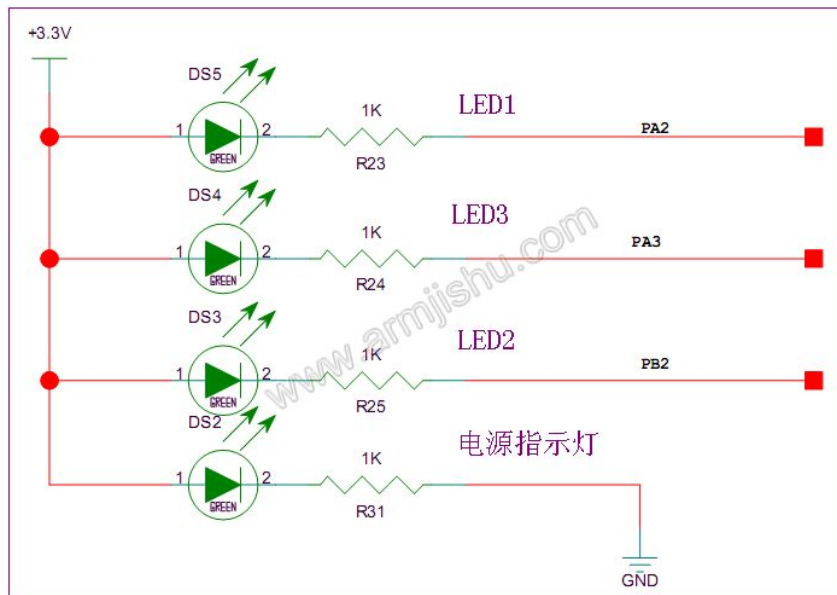 +3.3V
DS5
1
2
GREEN
1K
R23
LED1
PA2
DS4
1
2
GREEN
1K
R24
LED3
PA3
DS3
1
2
GREEN
1K
R25
LED2
PB2
DS2
1
2
GREEN
1K
R31
电源指示灯
GND
www.armjishu.com